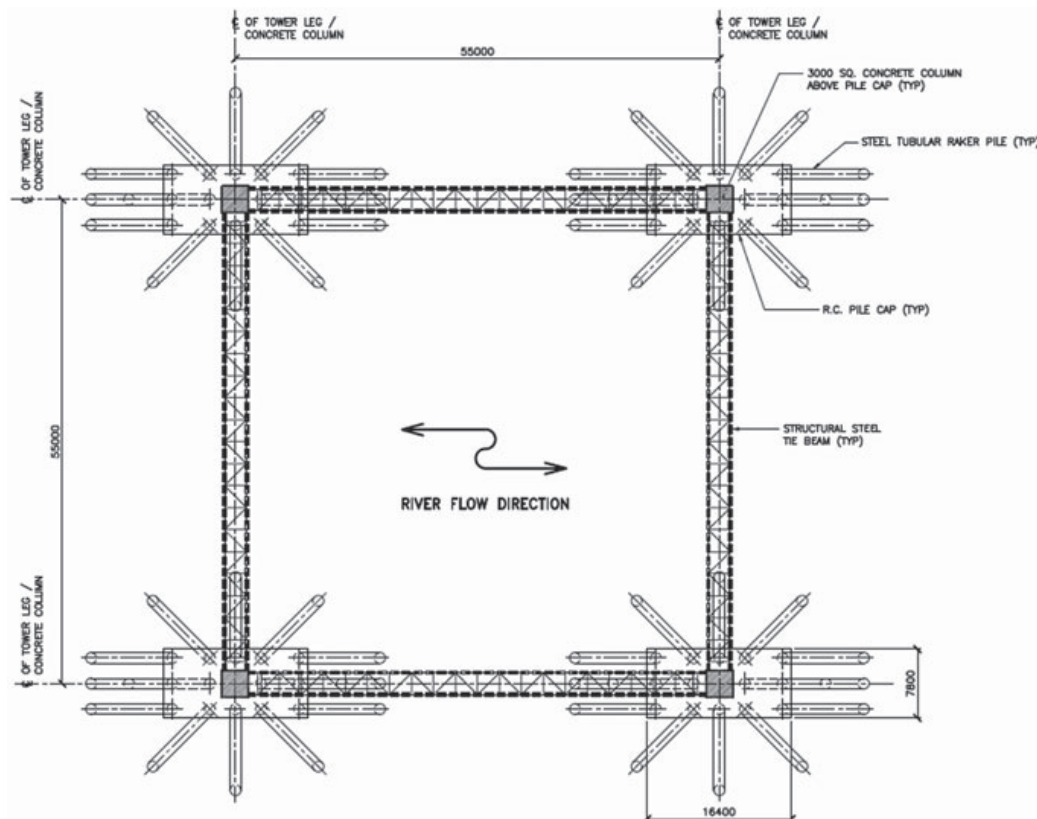 ℄ OF TOWER LEG /
CONCRETE COLUMN
℄ OF TOWER LEG /
CONCRETE COLUMN
55000
3000 SQ. CONCRETE COLUMN
ABOVE PILE CAP (TYP)
STEEL TUBULAR RAKER PILE (TYP)
℄ OF TOWER LEG /
CONCRETE COLUMN
R.C. PILE CAP (TYP)
55000
STRUCTURAL STEEL
TIE BEAM (TYP)
RIVER FLOW DIRECTION
℄ OF TOWER LEG /
CONCRETE COLUMN
7800
16400